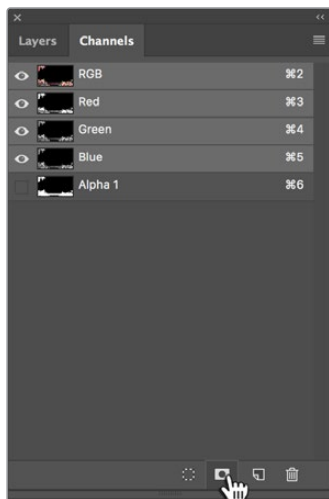 Layers Channels
RGB ⌘2
Red ⌘3
Green ⌘4
Blue ⌘5
Alpha 1 ⌘6